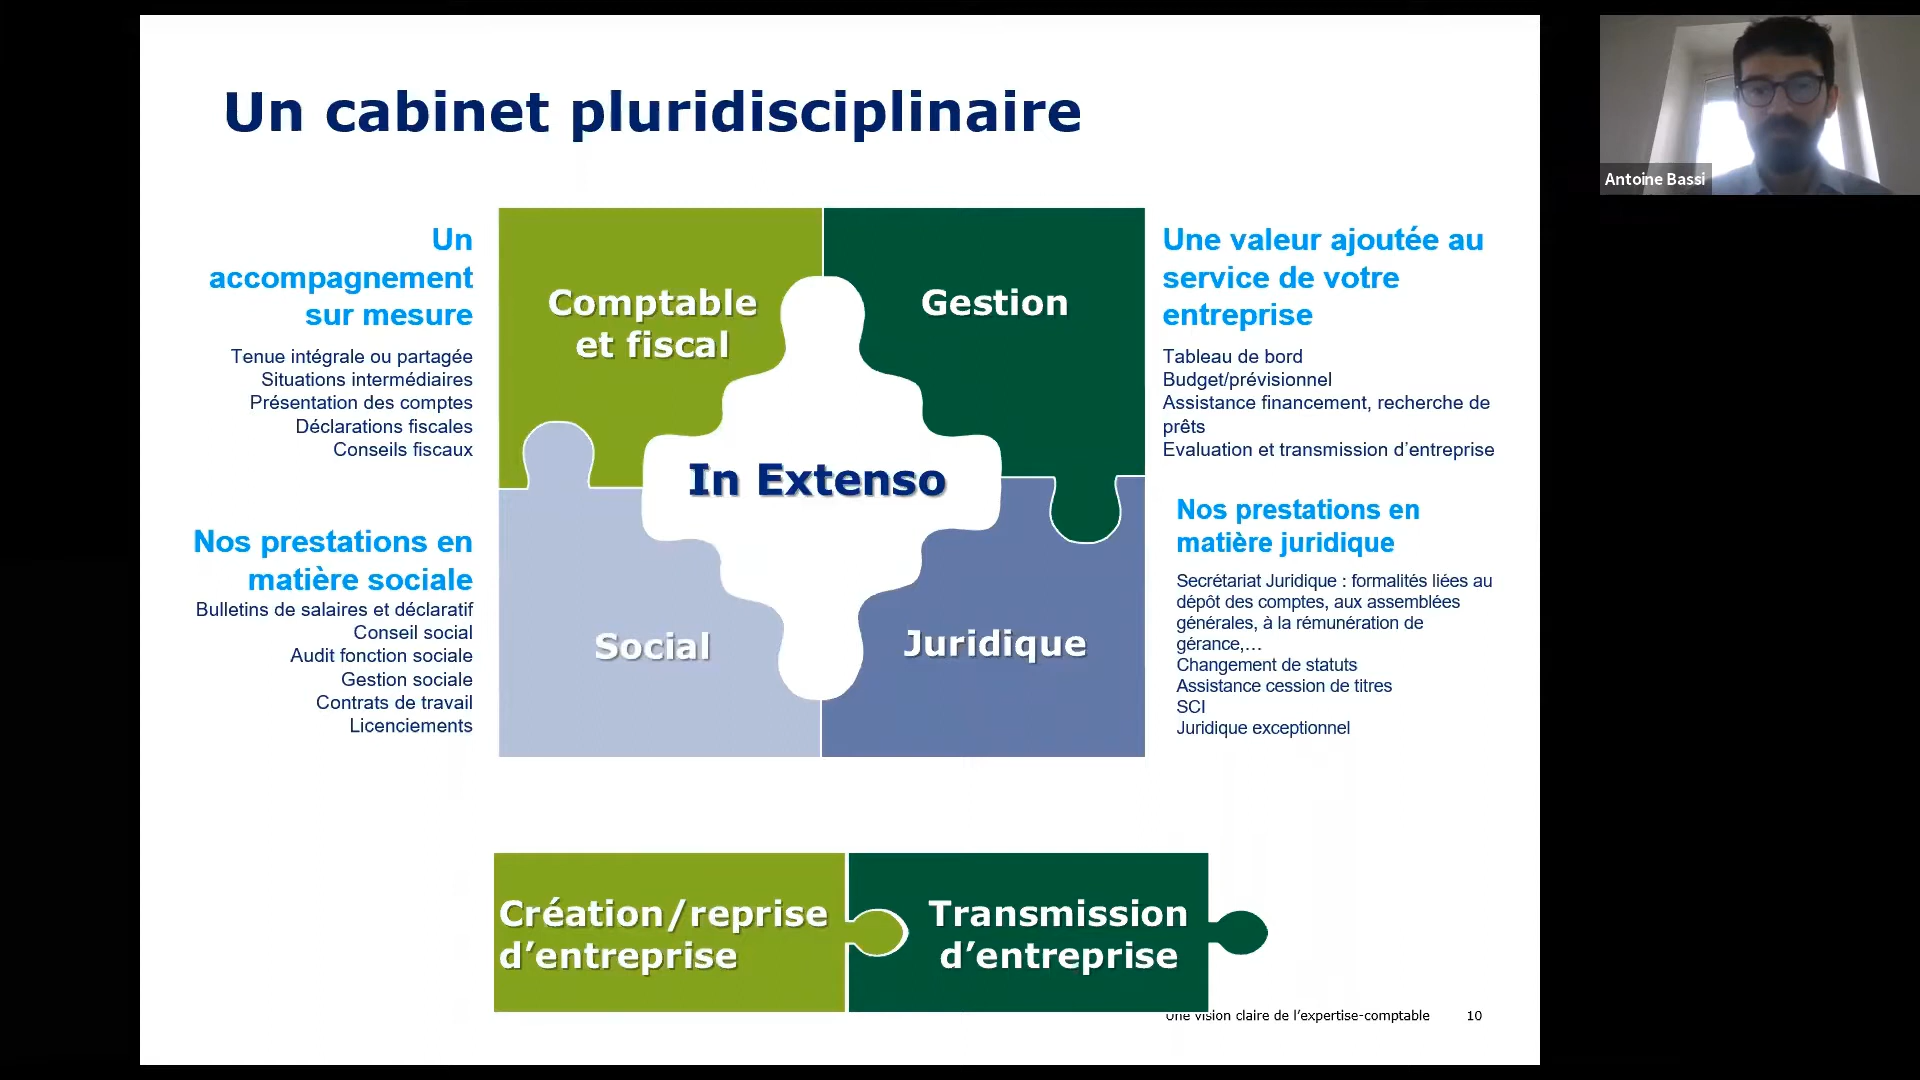 Un cabinet pluridisciplinaire
Antoine Bassi
Un
accompagnement
sur mesure
Tenue intégrale ou partagée
Situations intermédiaires
Présentation des comptes
Déclarations fiscales
Conseils fiscaux
Comptable
et fiscal
Gestion
Une valeur ajoutée au
service de votre
entreprise
Tableau de bord
Budget/prévisionnel
Assistance financement, recherche de
prêts
Evaluation et transmission d’entreprise
In Extenso
Nos prestations en
matière sociale
Bulletins de salaires et déclaratif
Conseil social
Audit fonction sociale
Gestion sociale
Contrats de travail
Licenciements
Social
Juridique
Nos prestations en
matière juridique
Secrétariat Juridique : formalités liées au
dépôt des comptes, aux assemblées
générales, à la rémunération de
gérance,…
Changement de statuts
Assistance cession de titres
SCI
Juridique exceptionnel
Création/reprise
d’entreprise
Transmission
d’entreprise
Une vision claire de l’expertise-comptable
10